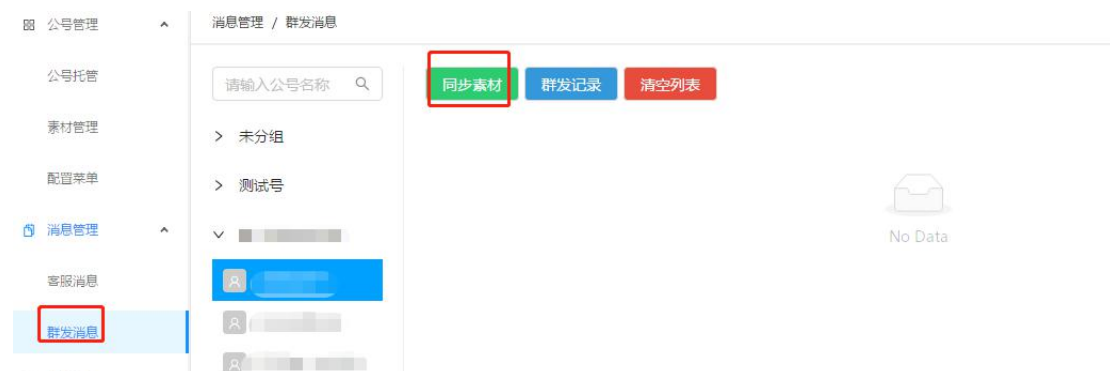 公号管理
公号托管
素材管理
配置菜单
消息管理
客服消息
群发消息
消息管理 / 群发消息
请输入公号名称
未分组
测试号
同步素材 群发记录 清空列表
No Data